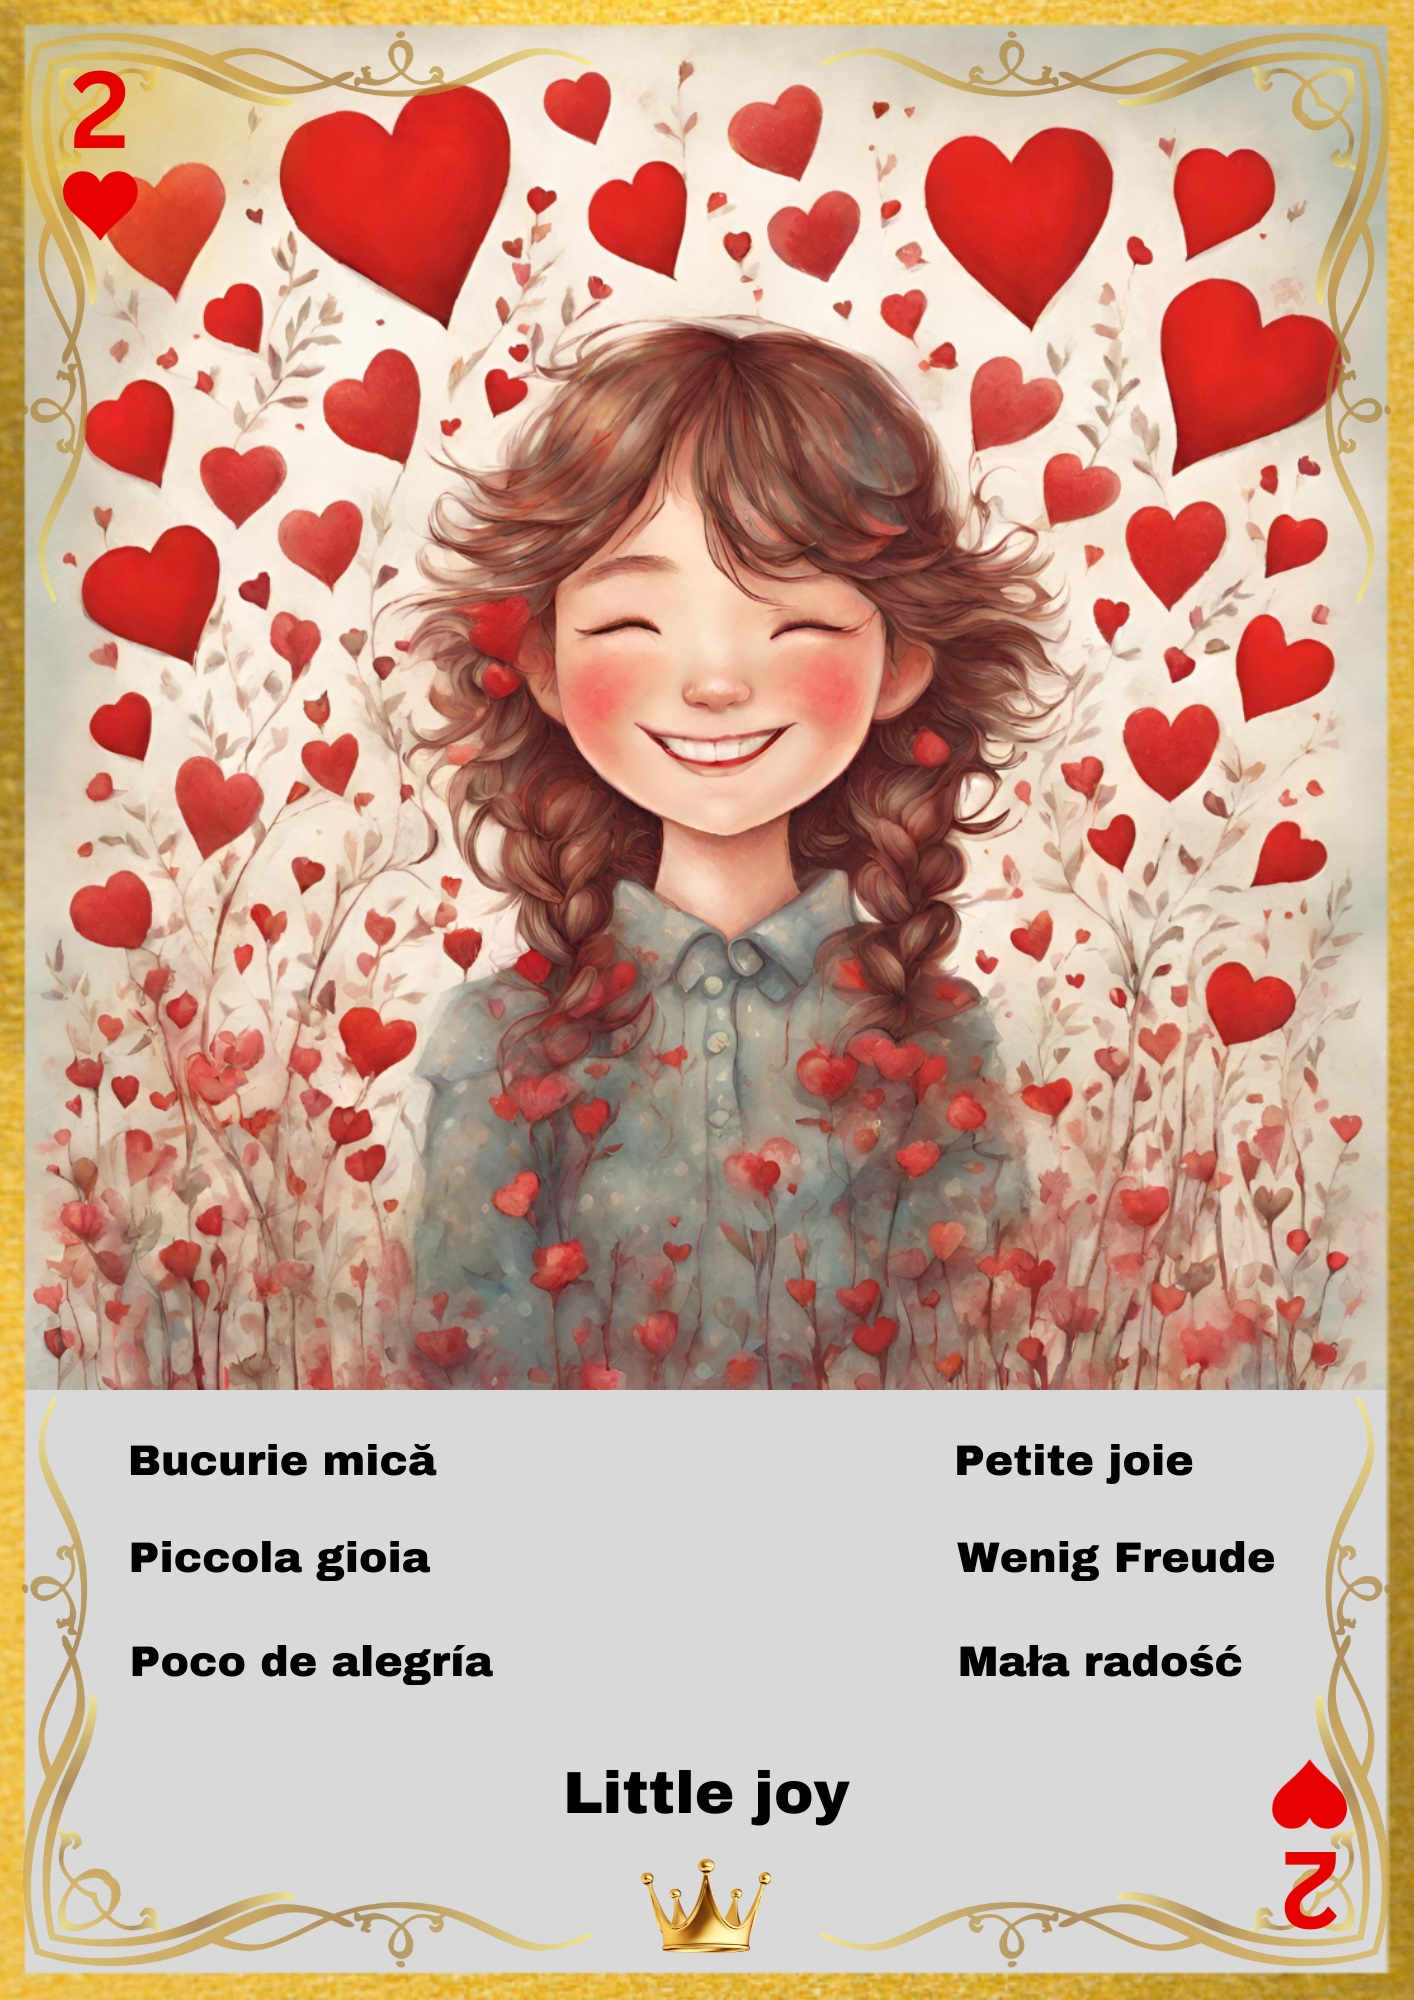 2
Bucurie mică
Petite joie
Piccola gioia
Wenig Freude
Poco de alegría
Mała radość
Little joy
2